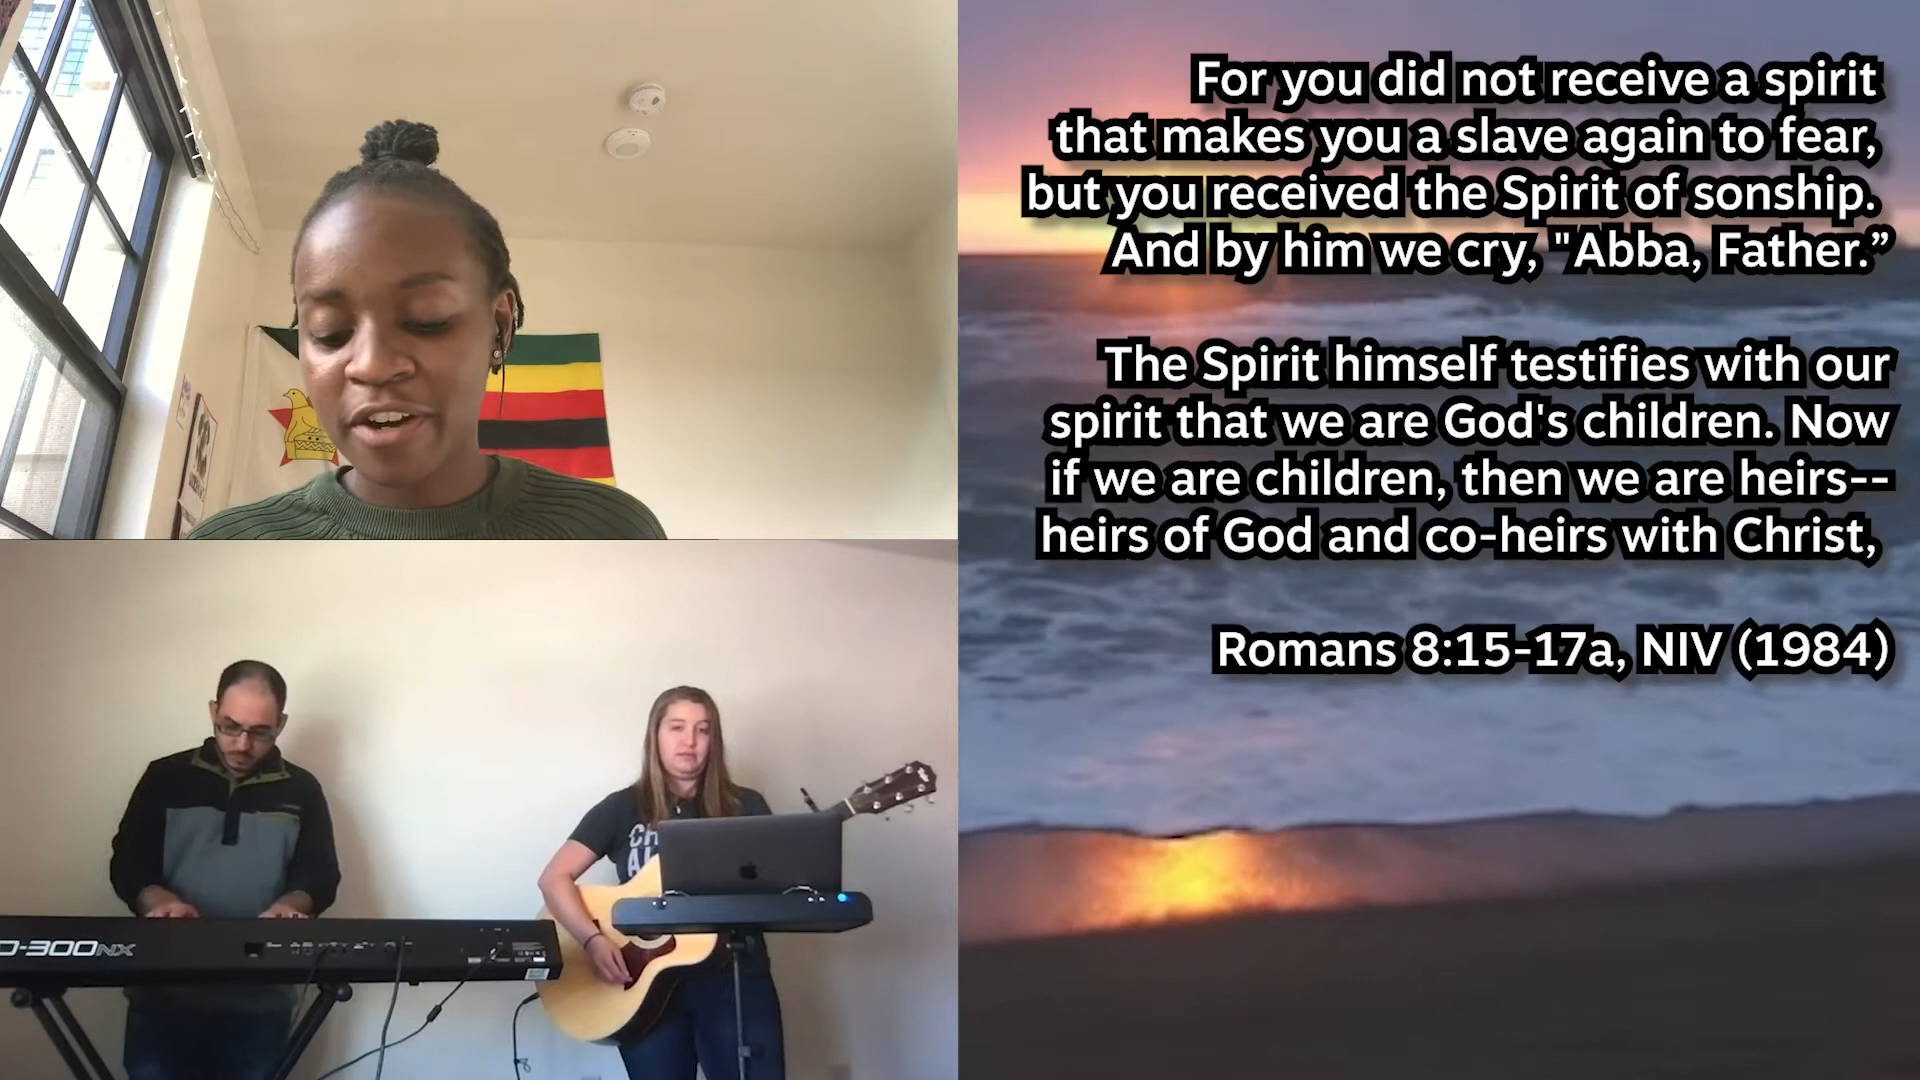 For you did not receive a spirit
that makes you a slave again to fear,
but you received the Spirit of sonship.
And by him we cry, "Abba, Father.”
The Spirit himself testifies with our
spirit that we are God's children. Now
if we are children, then we are heirs--
heirs of God and co-heirs with Christ,
Romans 8:15-17a, NIV (1984)
CH
AL
-300NX